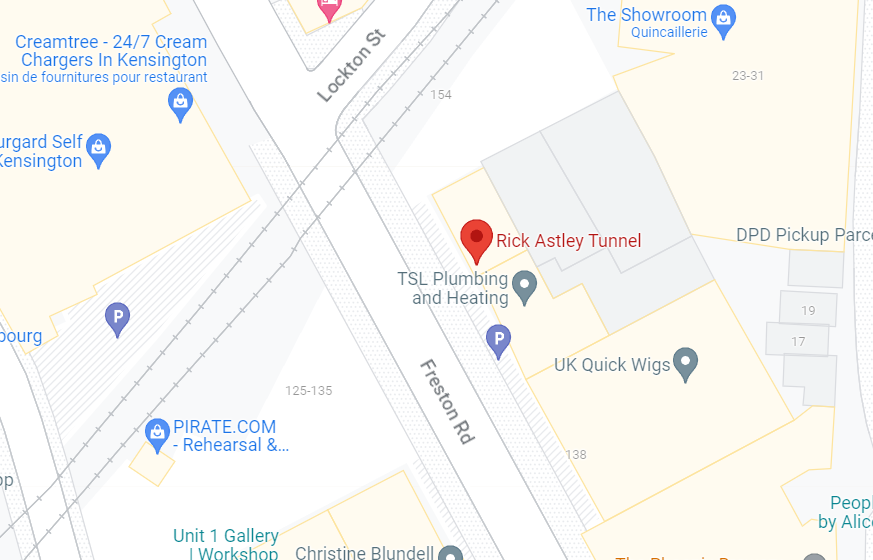 The Showroom
Quincaillerie
Creamtree - 24/7 Cream
Chargers In Kensington
sin de fournitures pour restaurant
Lockton St
23-31
154
urgard Self
Kensington
Rick Astley Tunnel
DPD Pickup Parce
TSL Plumbing
and Heating
P
19
bourg
P
17
UK Quick Wigs
Freston Rd
125-135
PIRATE.COM
- Rehearsal &...
138
op
Peopl
by Alice
Unit 1 Gallery
| Workshop
Christine Blundell